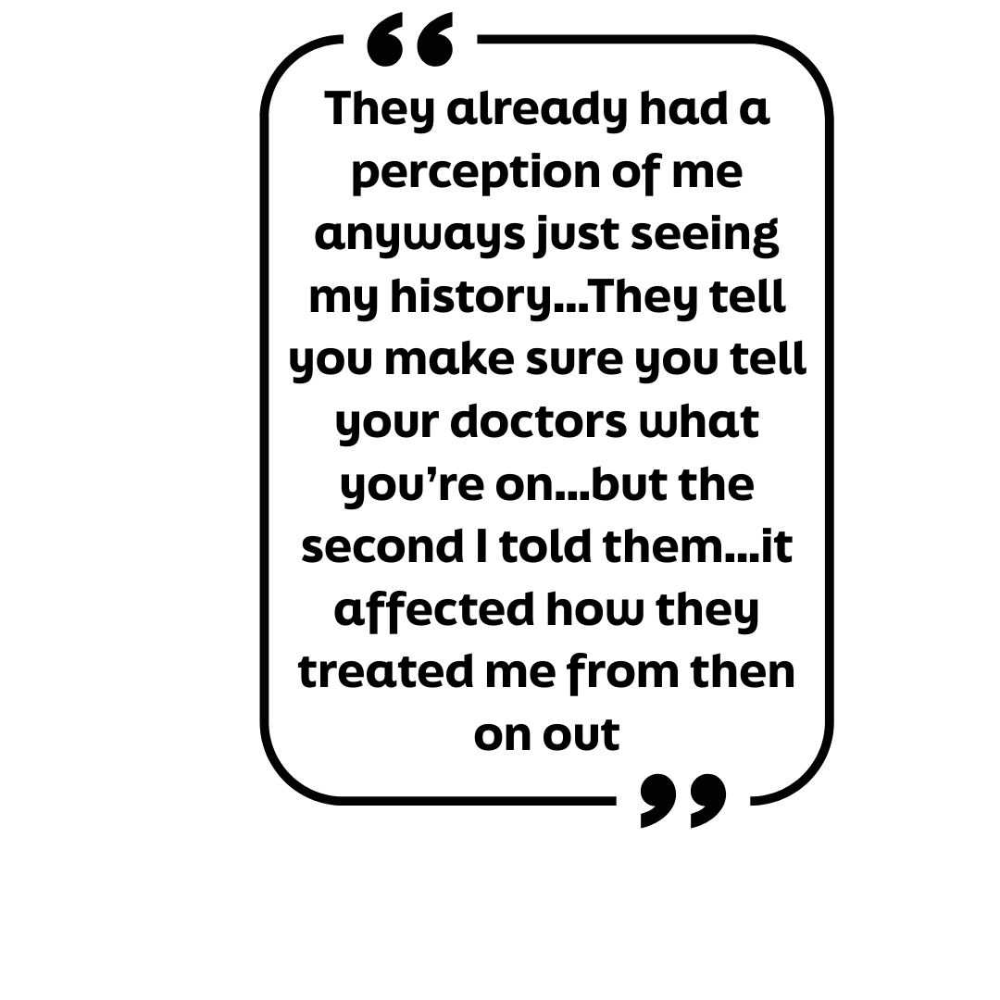 “
They already had a
perception of me
anyways just seeing
my history...They tell
you make sure you tell
your doctors what
you’re on...but the
second I told them...it
affected how they
treated me from then
on out
”